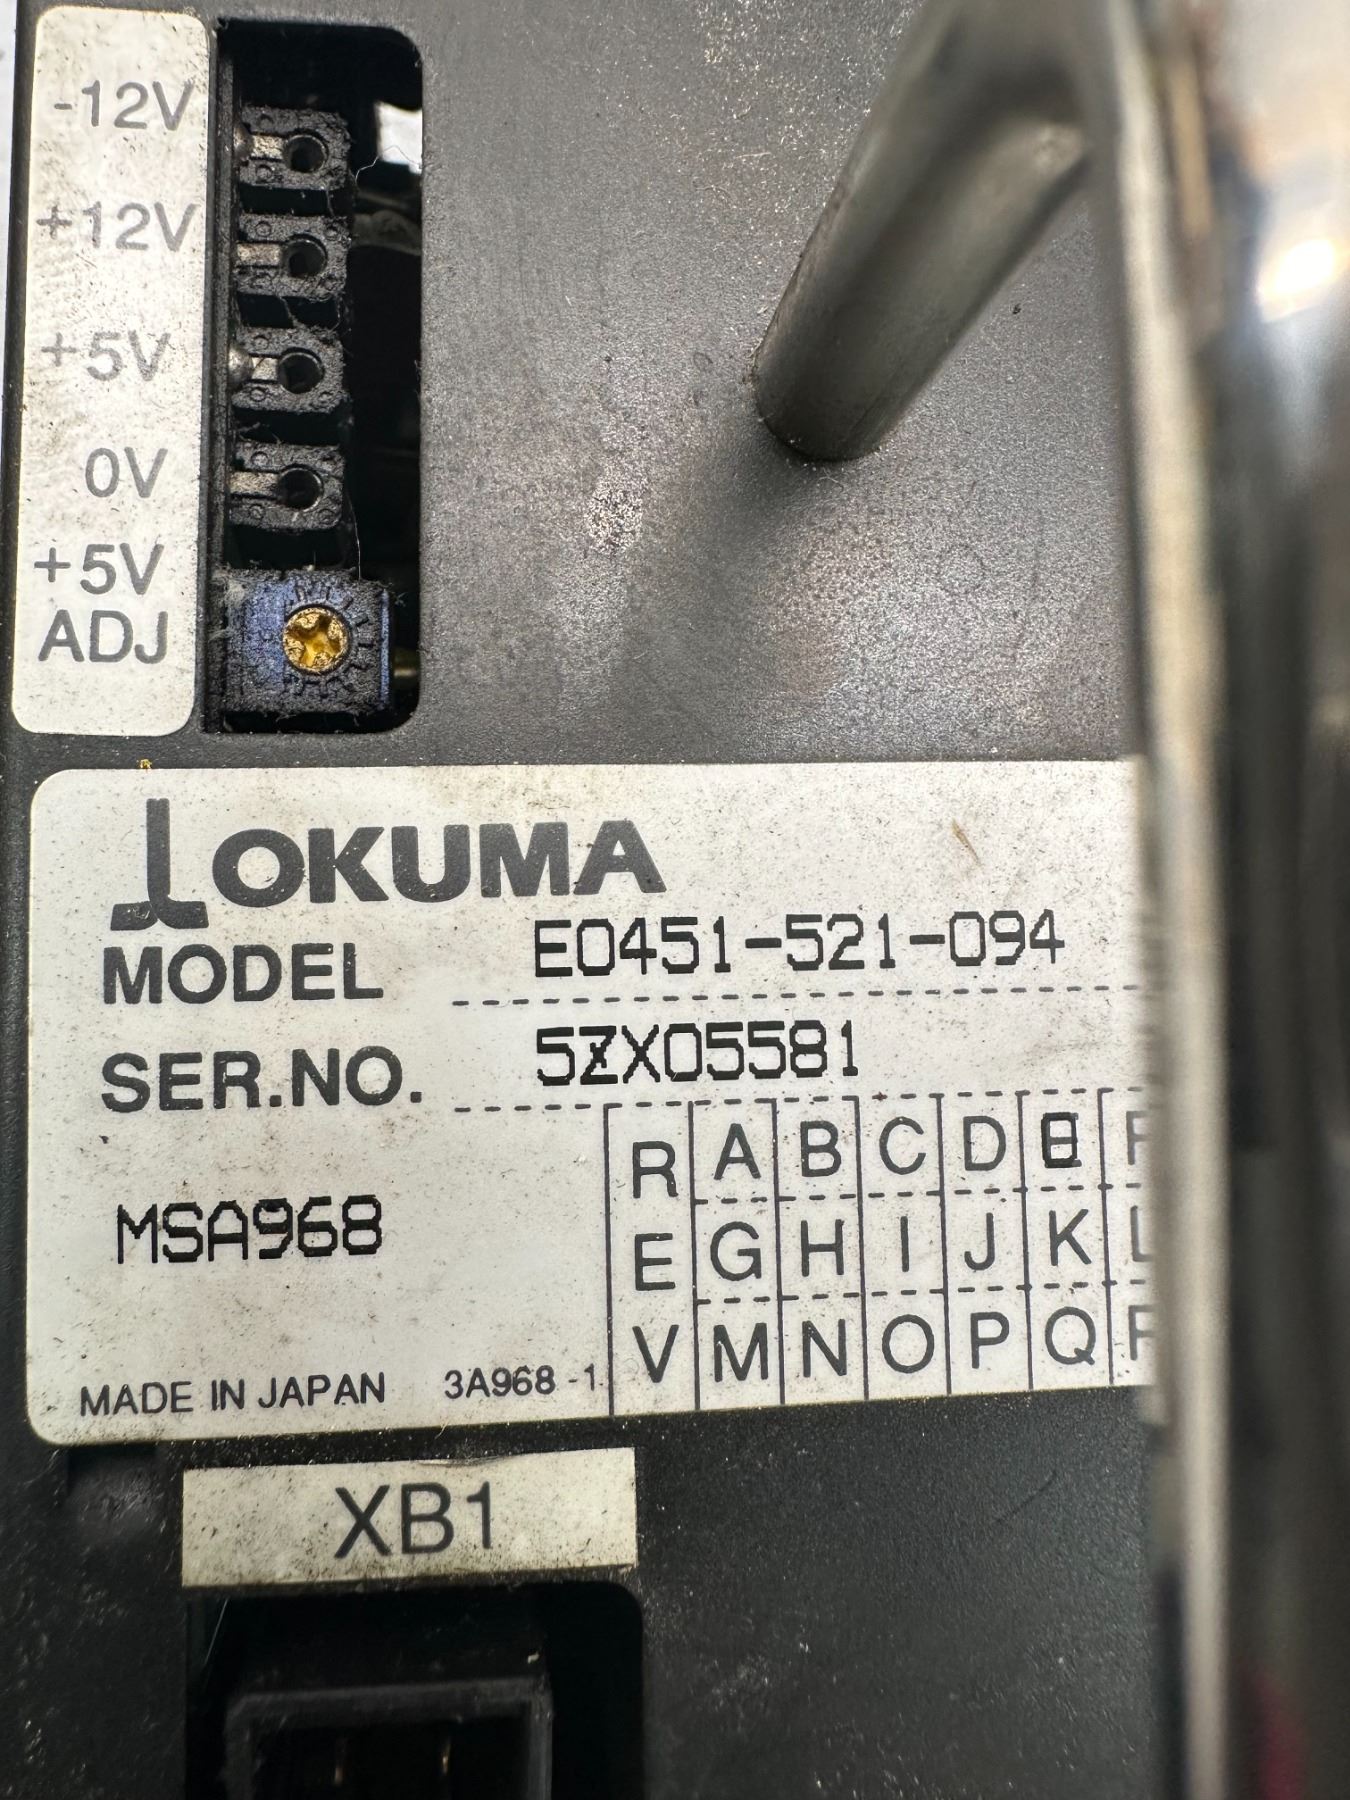 -12V
+12V
+5V
0V
+5V
ADJ
OKUMA
MODEL E0451-521-094
SER.NO. 5ZX05581
MSA968
REV
A B C D E F
G H I J K L
M N O P Q R
MADE IN JAPAN 3A968-1
XB1